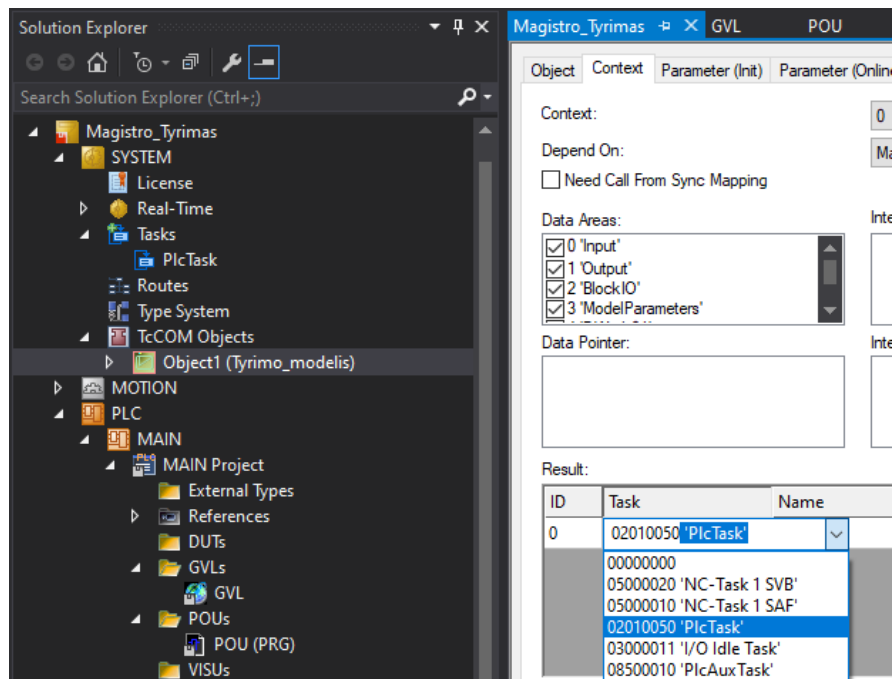 Solution Explorer
Search Solution Explorer (Ctrl+;)
Magistro_Tyrimas
SYSTEM
License
Real-Time
Tasks
PlcTask
Routes
Type System
TcCOM Objects
Object1 (Tyrimo_modelis)
MOTION
PLC
MAIN
MAIN Project
External Types
References
DUTs
GVLs
GVL
POUs
POU (PRG)
VISUs
Magistro_Tyrimas GVL POU
Object Context Parameter (Init) Parameter (Online
Context: 0
Depend On: Ma
Need Call From Sync Mapping
Data Areas: Inte
0 'Input'
1 'Output'
2 'BlockIO'
3 'ModelParameters'
Data Pointer: Inte
Result:
ID Task Name
0 02010050 'PlcTask'
00000000
05000020 'NC-Task 1 SVB'
05000010 'NC-Task 1 SAF'
02010050 'PlcTask'
03000011 'I/O Idle Task'
08500010 'PlcAuxTask'